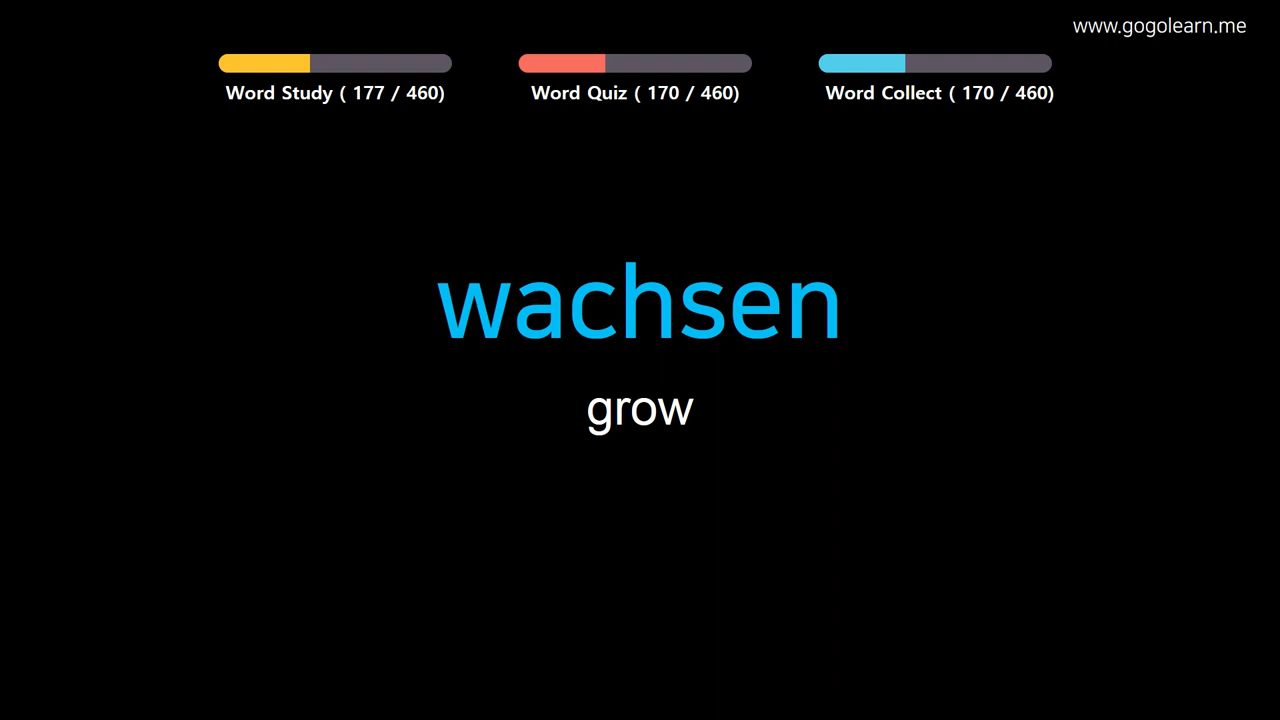 www.gogolearn.me
Word Study ( 177 / 460)
Word Quiz ( 170 / 460)
Word Collect ( 170 / 460)
wachsen
grow